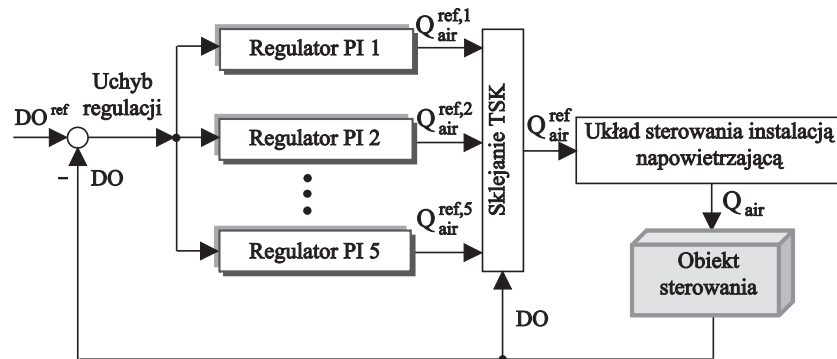 Uchyb
regulacji
DO^ref
– DO
Regulator PI 1
Q_air^ref,1
Regulator PI 2
Q_air^ref,2
Regulator PI 5
Q_air^ref,5
Sklejanie TSK
DO
Q_air^ref
Układ sterowania instalacją
napowietrzającą
Q_air
Obiekt
sterowania